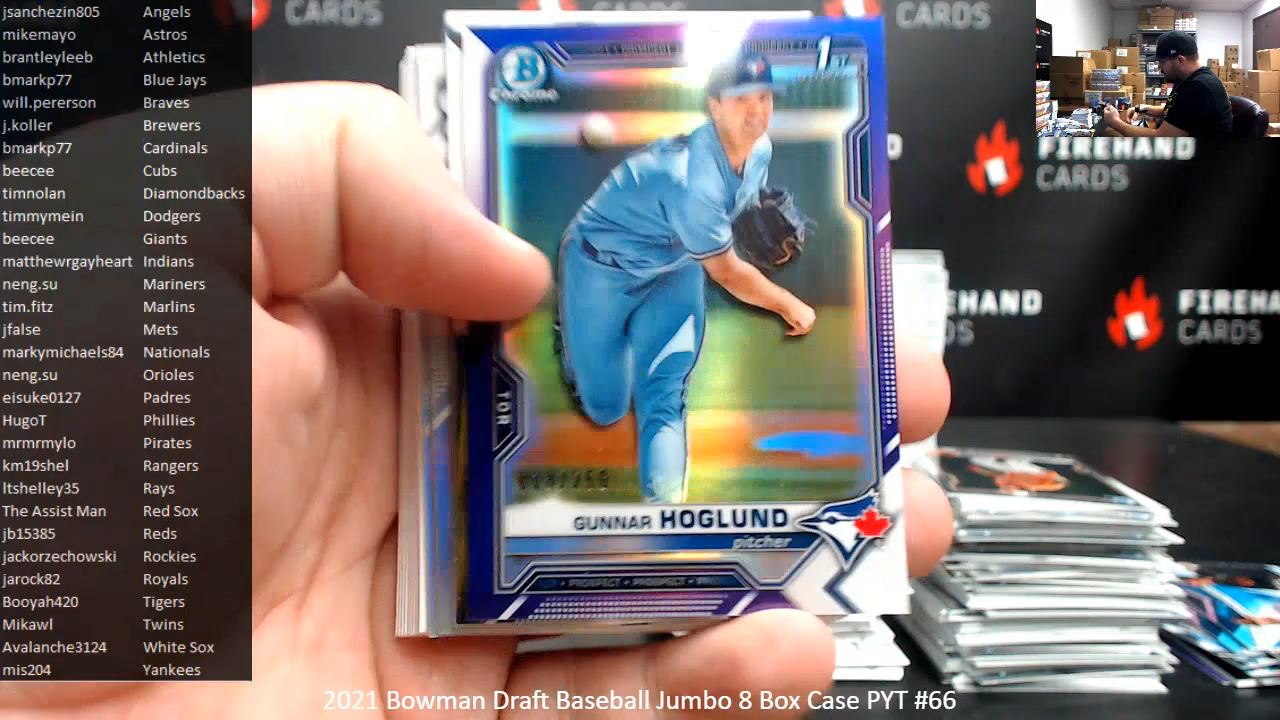 jsanchezin805 Angels
mikemayo Astros
brantleyleeb Athletics
bmarkp77 Blue Jays
will.pererson Braves
j.koller Brewers
bmarkp77 Cardinals
beecee Cubs
timnolan Diamondbacks
timmymein Dodgers
beecee Giants
matthewrgayheart Indians
neng.su Mariners
tim.fitz Marlins
jfalse Mets
markymichaels84 Nationals
neng.su Orioles
eisuke0127 Padres
HugoT Phillies
mrmrmylo Pirates
km19shel Rangers
ltshelley35 Rays
The Assist Man Red Sox
jb15385 Reds
jackorzechowski Rockies
jarock82 Royals
Booyah420 Tigers
Mikawl Twins
Avalanche3124 White Sox
mis204 Yankees
CARDS
CARDS
B
Chrome
1ST
FIREHAND
CARDS
FIREHAND
CARDS
FIREHA
CARDS
TOR
GUNNAR HOGLUND
pitcher
PROSPECT • PROSPECT
2021 Bowman Draft Baseball Jumbo 8 Box Case PYT #66